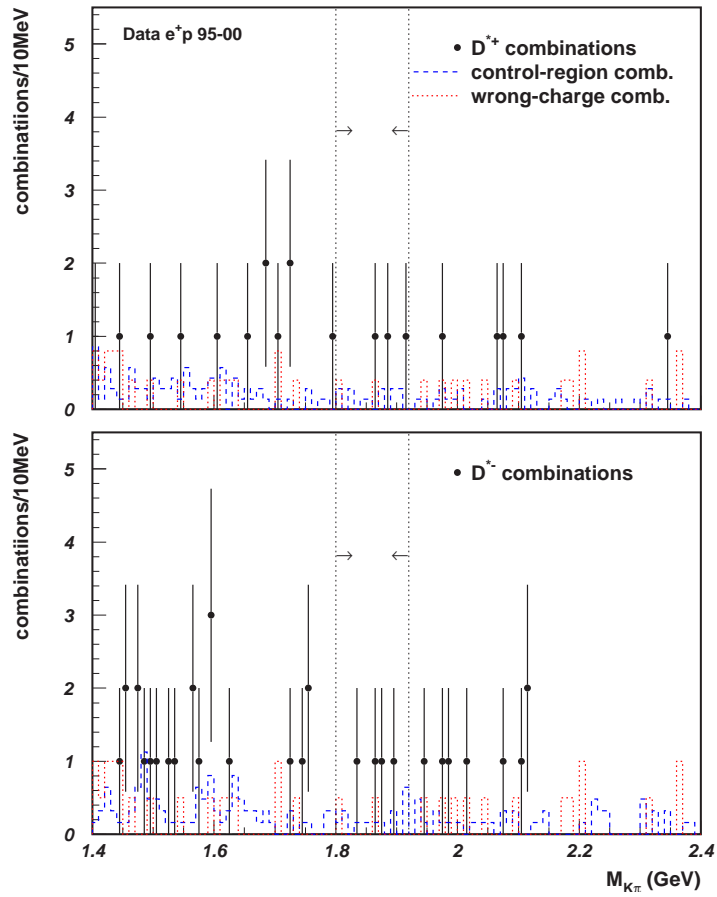 combinatiions/10MeV
5
4
3
2
1
0
Data e⁺p 95-00
D*+ combinations
control-region comb.
wrong-charge comb.
combinatiions/10MeV
5
4
3
2
1
0
D*- combinations
1.4 1.6 1.8 2 2.2 2.4
M_Kπ (GeV)